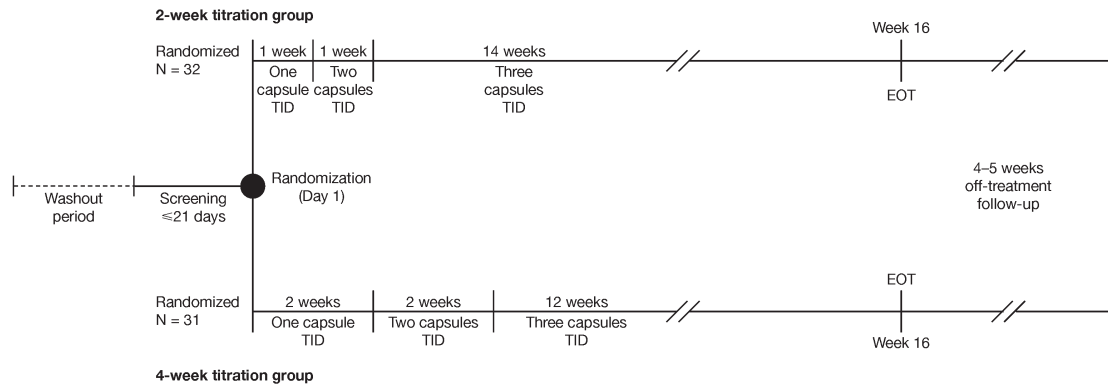 2-week titration group
Randomized
N = 32
1 week
1 week
14 weeks
One
capsule
TID
Two
capsules
TID
Three
capsules
TID
Week 16
EOT
Washout
period
Screening
≤21 days
Randomization
(Day 1)
4–5 weeks
off-treatment
follow-up
Randomized
N = 31
2 weeks
2 weeks
12 weeks
One capsule
TID
Two capsules
TID
Three capsules
TID
EOT
Week 16
4-week titration group